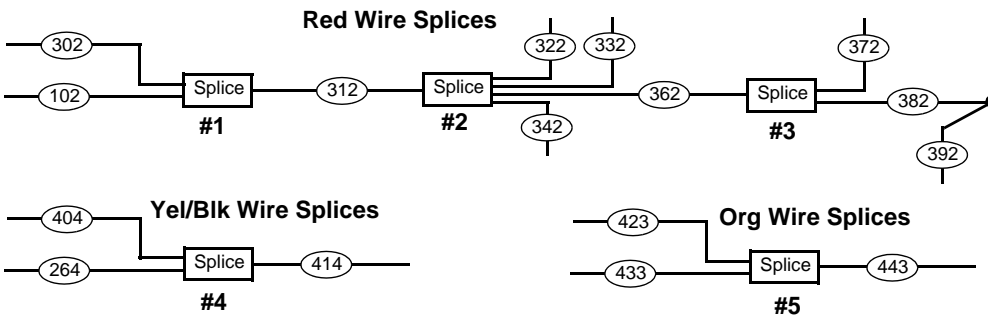 Red Wire Splices
302
102
Splice
#1
312
Splice
#2
322
332
342
362
Splice
#3
372
382
392
Yel/Blk Wire Splices
404
264
Splice
#4
414
Org Wire Splices
423
433
Splice
#5
443